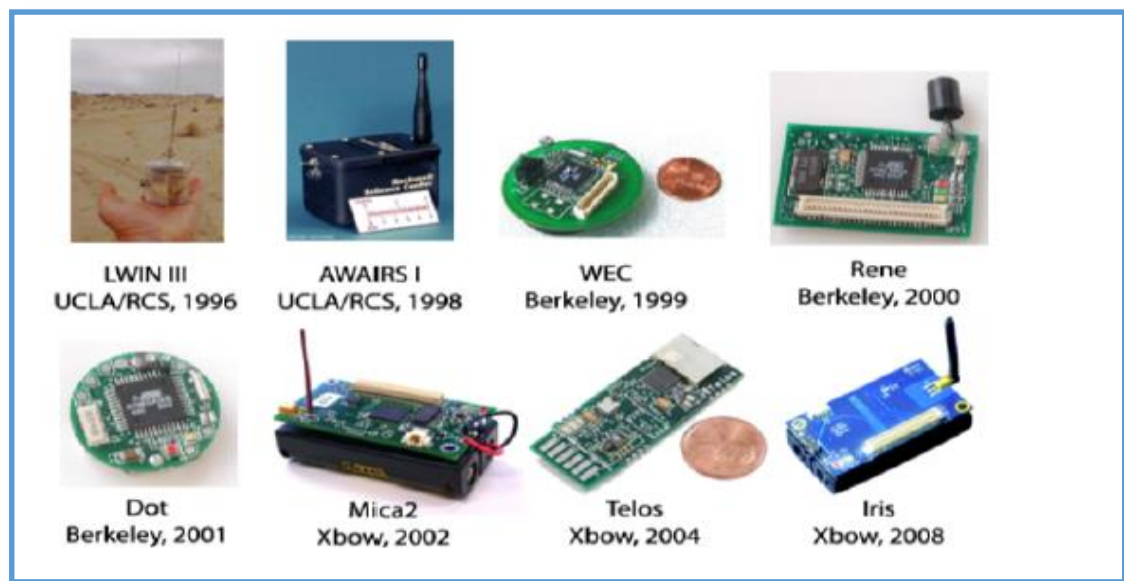 LWIN III
UCLA/RCS, 1996
AWAIRS I
UCLA/RCS, 1998
WEC
Berkeley, 1999
Rene
Berkeley, 2000
Dot
Berkeley, 2001
Mica2
Xbow, 2002
Telos
Xbow, 2004
Iris
Xbow, 2008